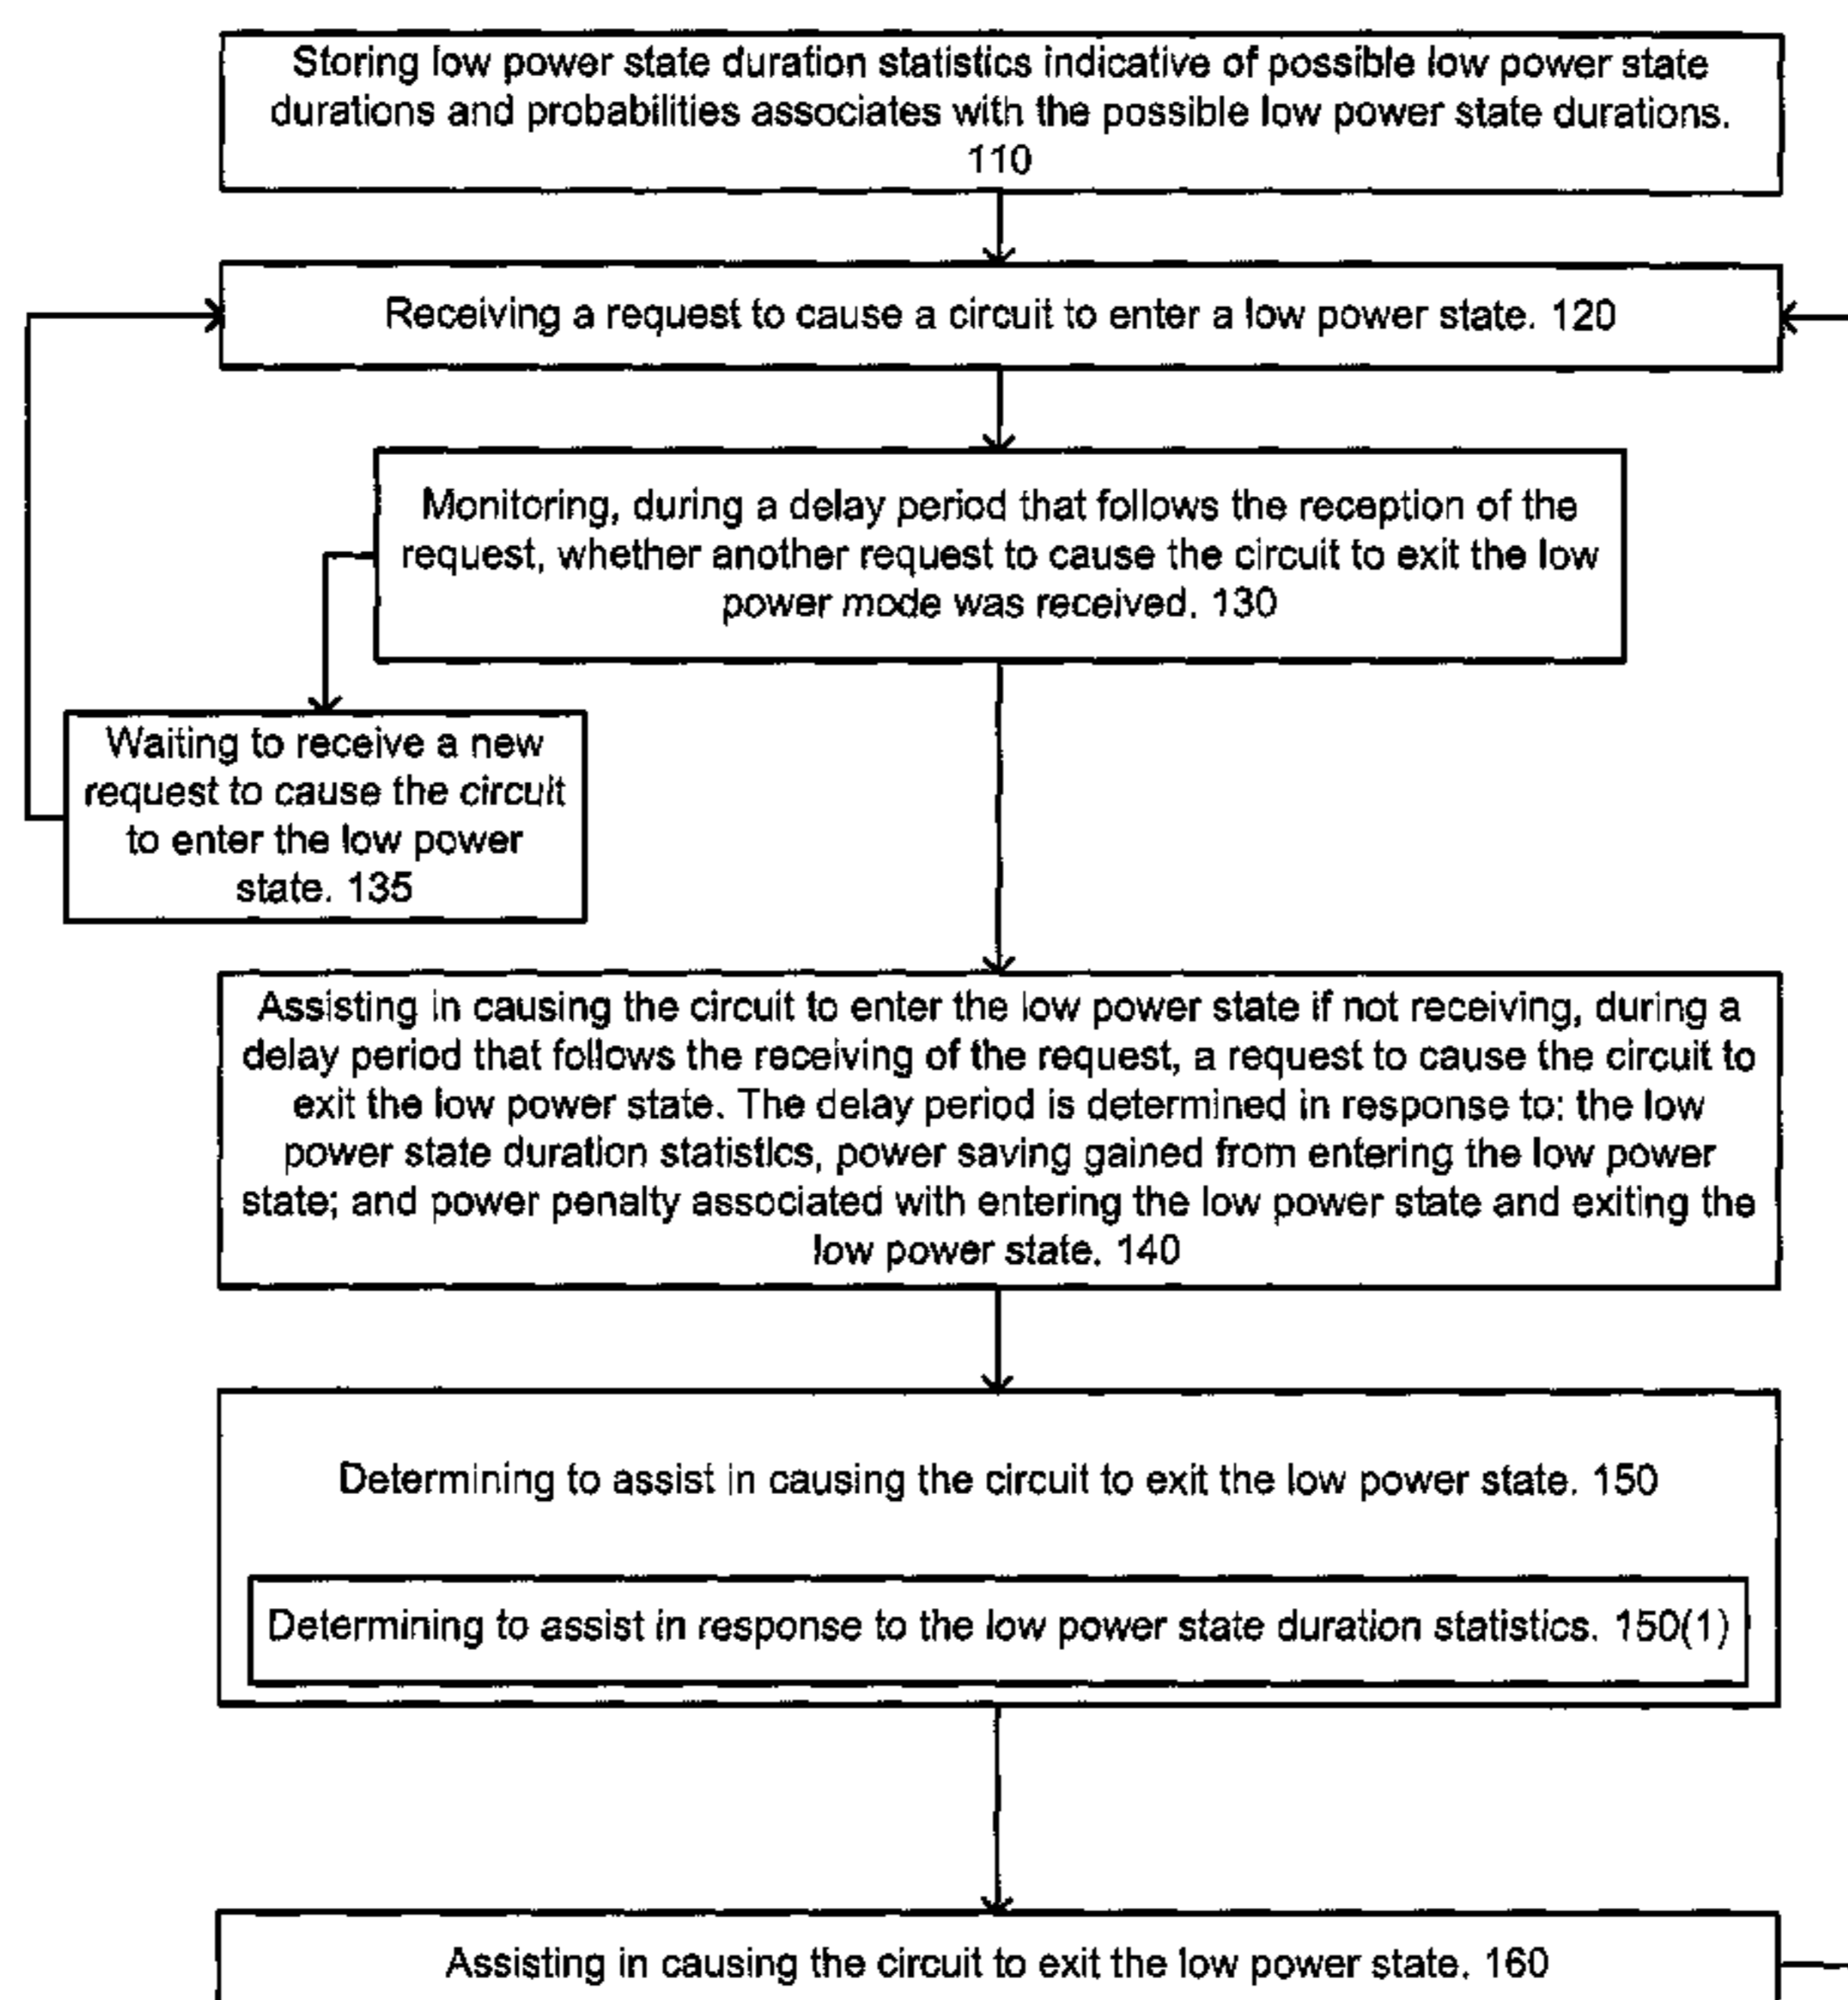 Storing low power state duration statistics indicative of possible low power state
durations and probabilities associates with the possible low power state durations.
110
Receiving a request to cause a circuit to enter a low power state. 120
Monitoring, during a delay period that follows the reception of the
request, whether another request to cause the circuit to exit the low
power mode was received. 130
Waiting to receive a new
request to cause the circuit
to enter the low power
state. 135
Assisting in causing the circuit to enter the low power state if not receiving, during a
delay period that follows the receiving of the request, a request to cause the circuit to
exit the low power state. The delay period is determined in response to: the low
power state duration statistics, power saving gained from entering the low power
state; and power penalty associated with entering the low power state and exiting the
low power state. 140
Determining to assist in causing the circuit to exit the low power state. 150
Determining to assist in response to the low power state duration statistics. 150(1)
Assisting in causing the circuit to exit the low power state. 160